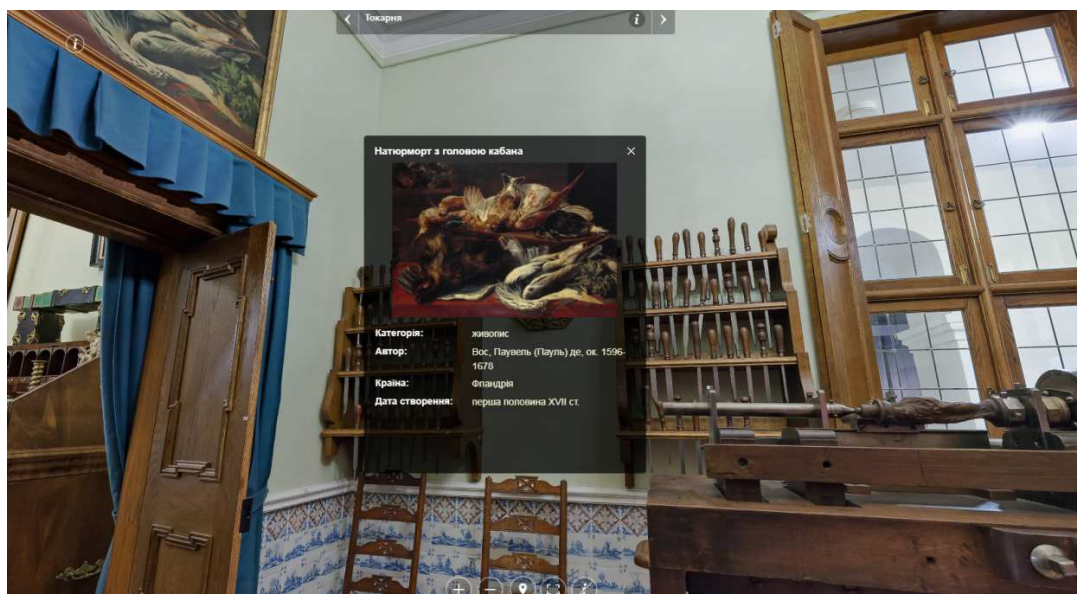 Токарня
Натюрморт з головою кабана
Категорія: живопис
Автор: Вос, Паувель (Пауль) де, ок. 1596-
1678
Країна: Фландрія
Дата створення: перша половина XVII ст.